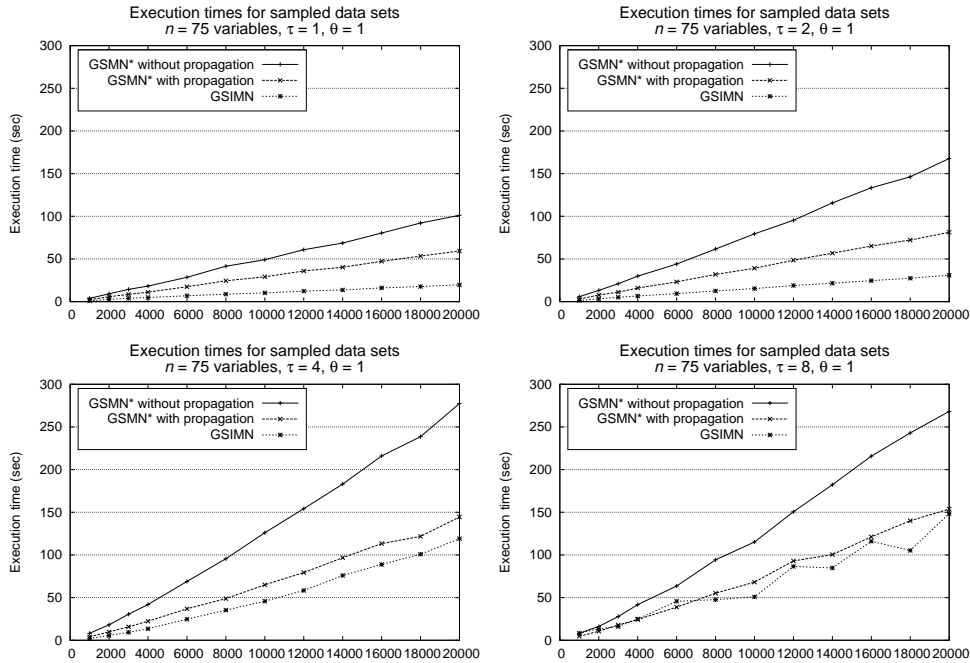 Execution times for sampled data sets
n = 75 variables, τ = 1, θ = 1
300
250
200
150
100
50
0
Execution time (sec)
GSMN* without propagation
GSMN* with propagation
GSIMN
0 2000 4000 6000 8000 10000 12000 14000 16000 18000 20000
Execution times for sampled data sets
n = 75 variables, τ = 2, θ = 1
300
250
200
150
100
50
0
Execution time (sec)
GSMN* without propagation
GSMN* with propagation
GSIMN
0 2000 4000 6000 8000 10000 12000 14000 16000 18000 20000
Execution times for sampled data sets
n = 75 variables, τ = 4, θ = 1
300
250
200
150
100
50
0
Execution time (sec)
GSMN* without propagation
GSMN* with propagation
GSIMN
0 2000 4000 6000 8000 10000 12000 14000 16000 18000 20000
Execution times for sampled data sets
n = 75 variables, τ = 8, θ = 1
300
250
200
150
100
50
0
Execution time (sec)
GSMN* without propagation
GSMN* with propagation
GSIMN
0 2000 4000 6000 8000 10000 12000 14000 16000 18000 20000